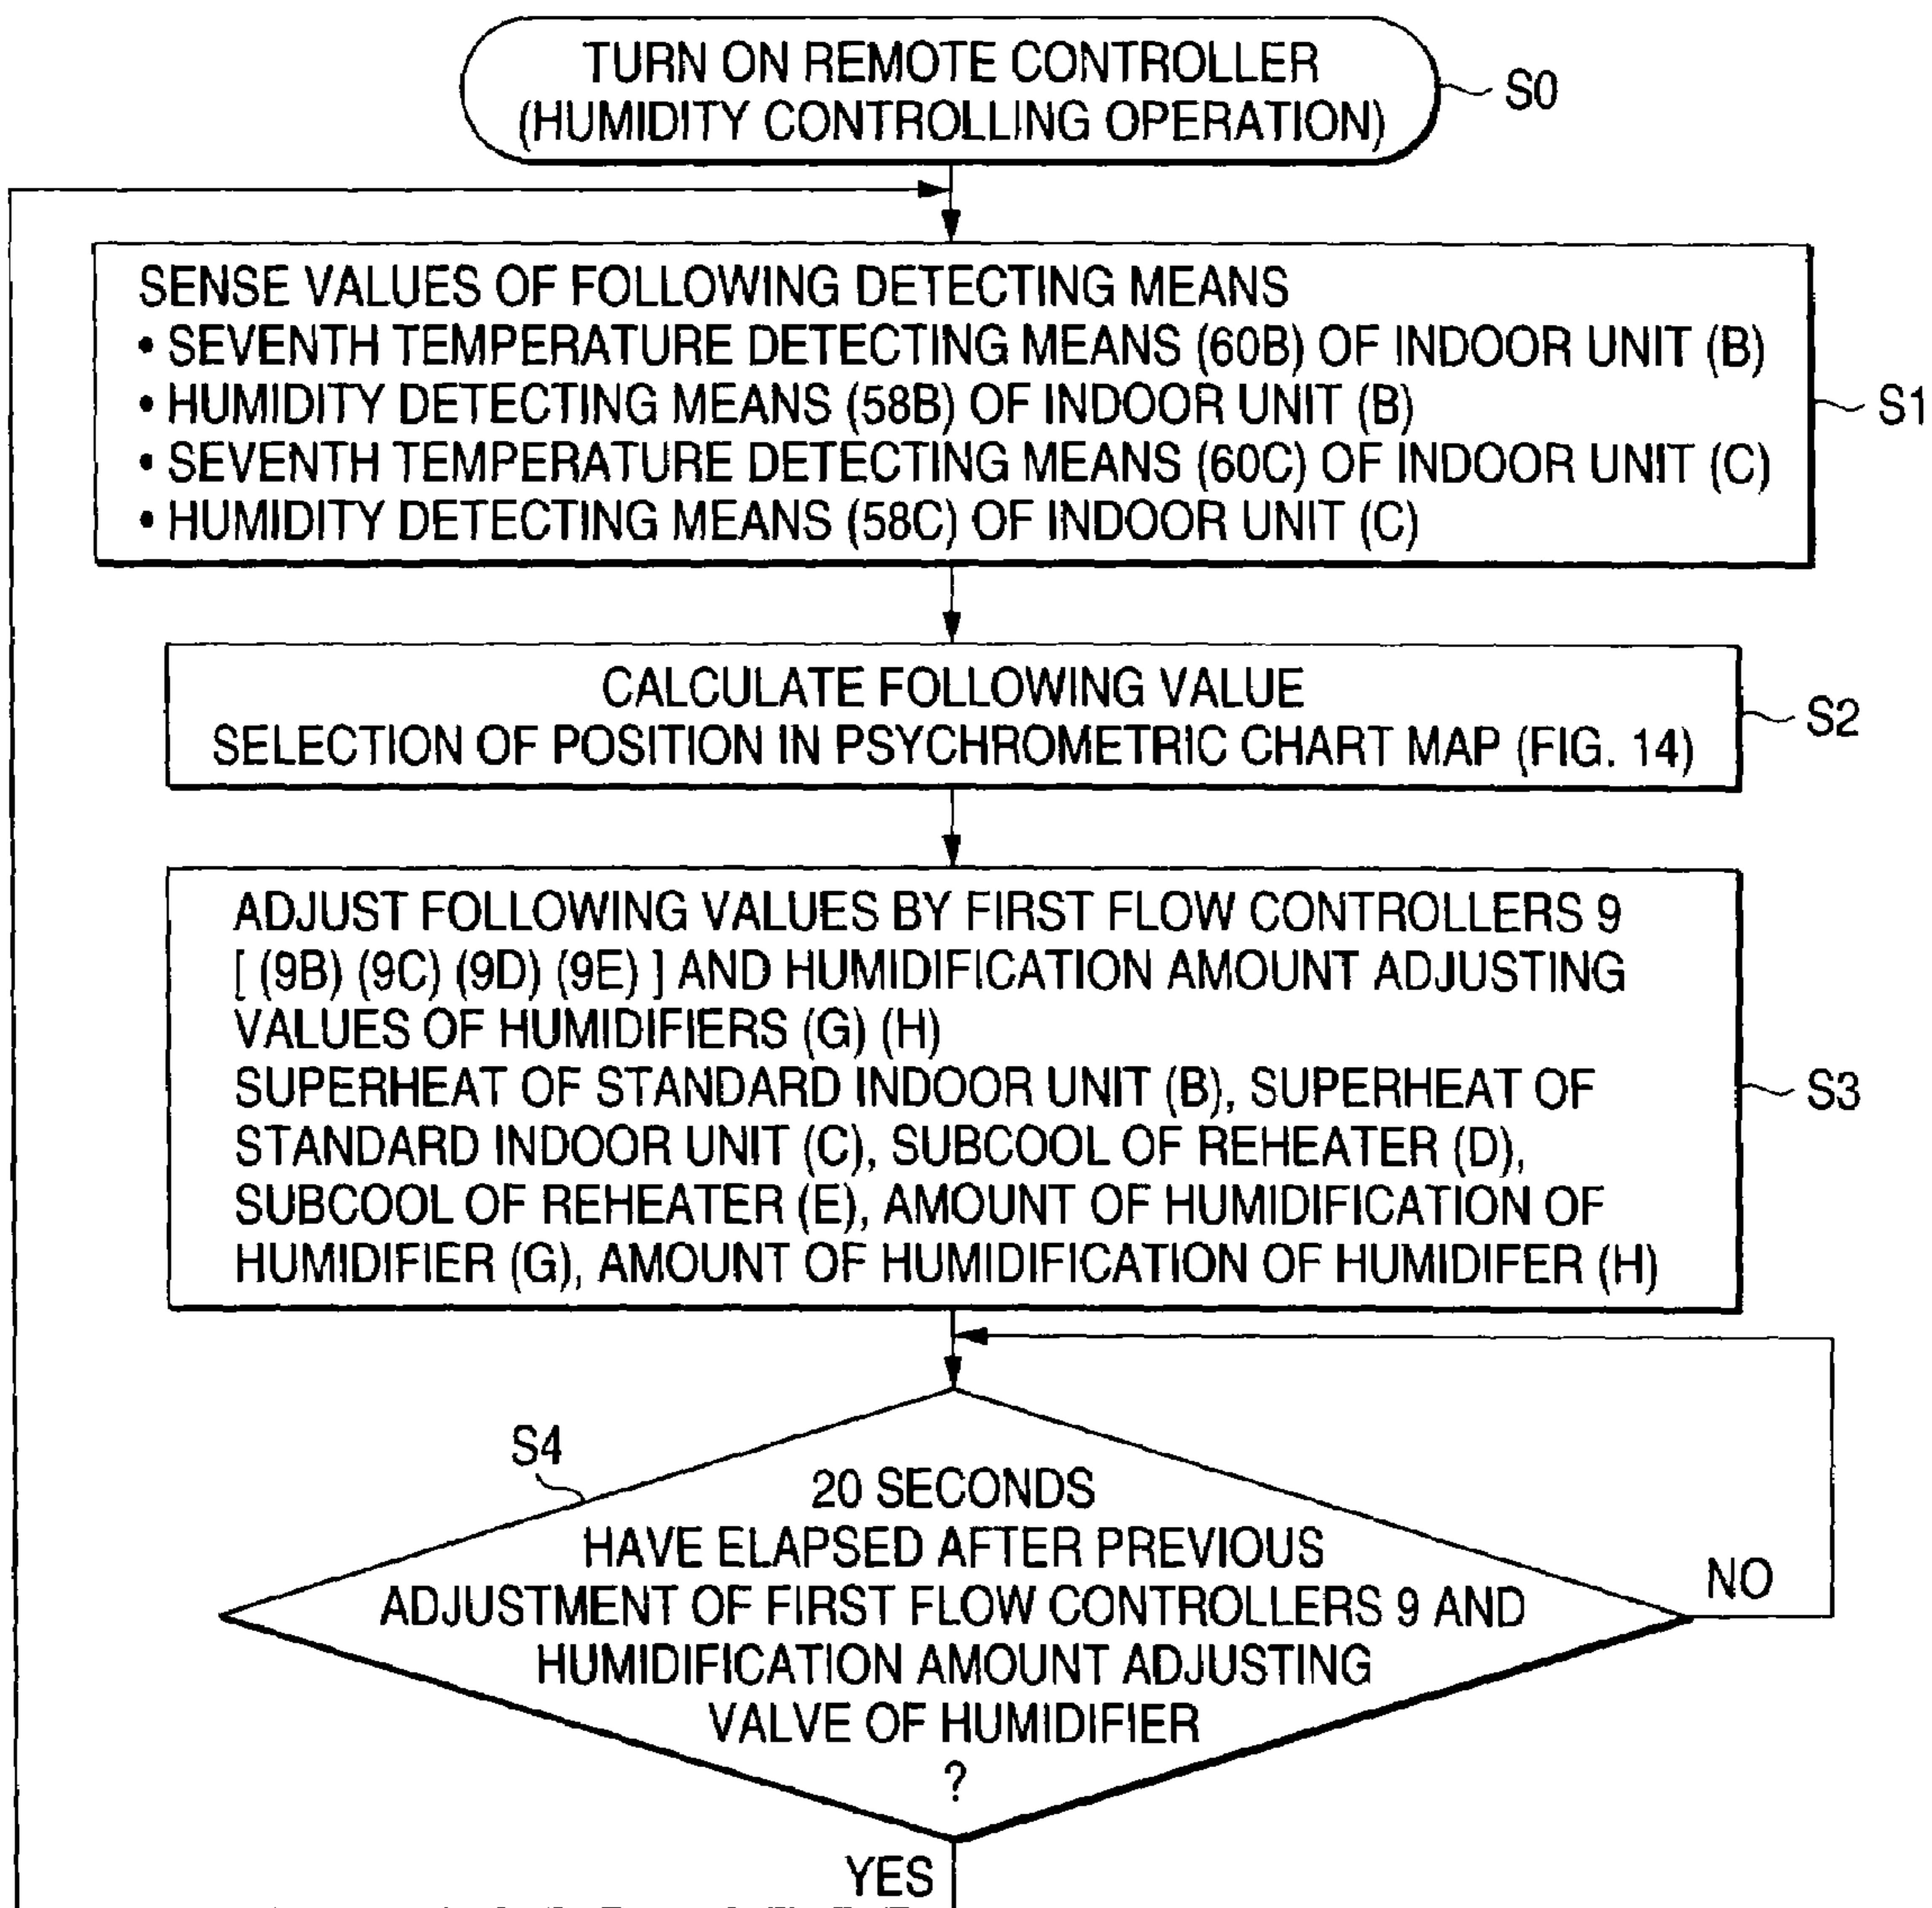 TURN ON REMOTE CONTROLLER
(HUMIDITY CONTROLLING OPERATION)
S0
SENSE VALUES OF FOLLOWING DETECTING MEANS
• SEVENTH TEMPERATURE DETECTING MEANS (60B) OF INDOOR UNIT (B)
• HUMIDITY DETECTING MEANS (58B) OF INDOOR UNIT (B)
• SEVENTH TEMPERATURE DETECTING MEANS (60C) OF INDOOR UNIT (C)
• HUMIDITY DETECTING MEANS (58C) OF INDOOR UNIT (C)
S1
CALCULATE FOLLOWING VALUE
SELECTION OF POSITION IN PSYCHROMETRIC CHART MAP (FIG. 14)
S2
ADJUST FOLLOWING VALUES BY FIRST FLOW CONTROLLERS 9
[ (9B) (9C) (9D) (9E) ] AND HUMIDIFICATION AMOUNT ADJUSTING
VALUES OF HUMIDIFIERS (G) (H)
SUPERHEAT OF STANDARD INDOOR UNIT (B), SUPERHEAT OF
STANDARD INDOOR UNIT (C), SUBCOOL OF REHEATER (D),
SUBCOOL OF REHEATER (E), AMOUNT OF HUMIDIFICATION OF
HUMIDIFIER (G), AMOUNT OF HUMIDIFICATION OF HUMIDIFER (H)
S3
S4
20 SECONDS
HAVE ELAPSED AFTER PREVIOUS
ADJUSTMENT OF FIRST FLOW CONTROLLERS 9 AND
HUMIDIFICATION AMOUNT ADJUSTING
VALVE OF HUMIDIFIER
?
NO
YES